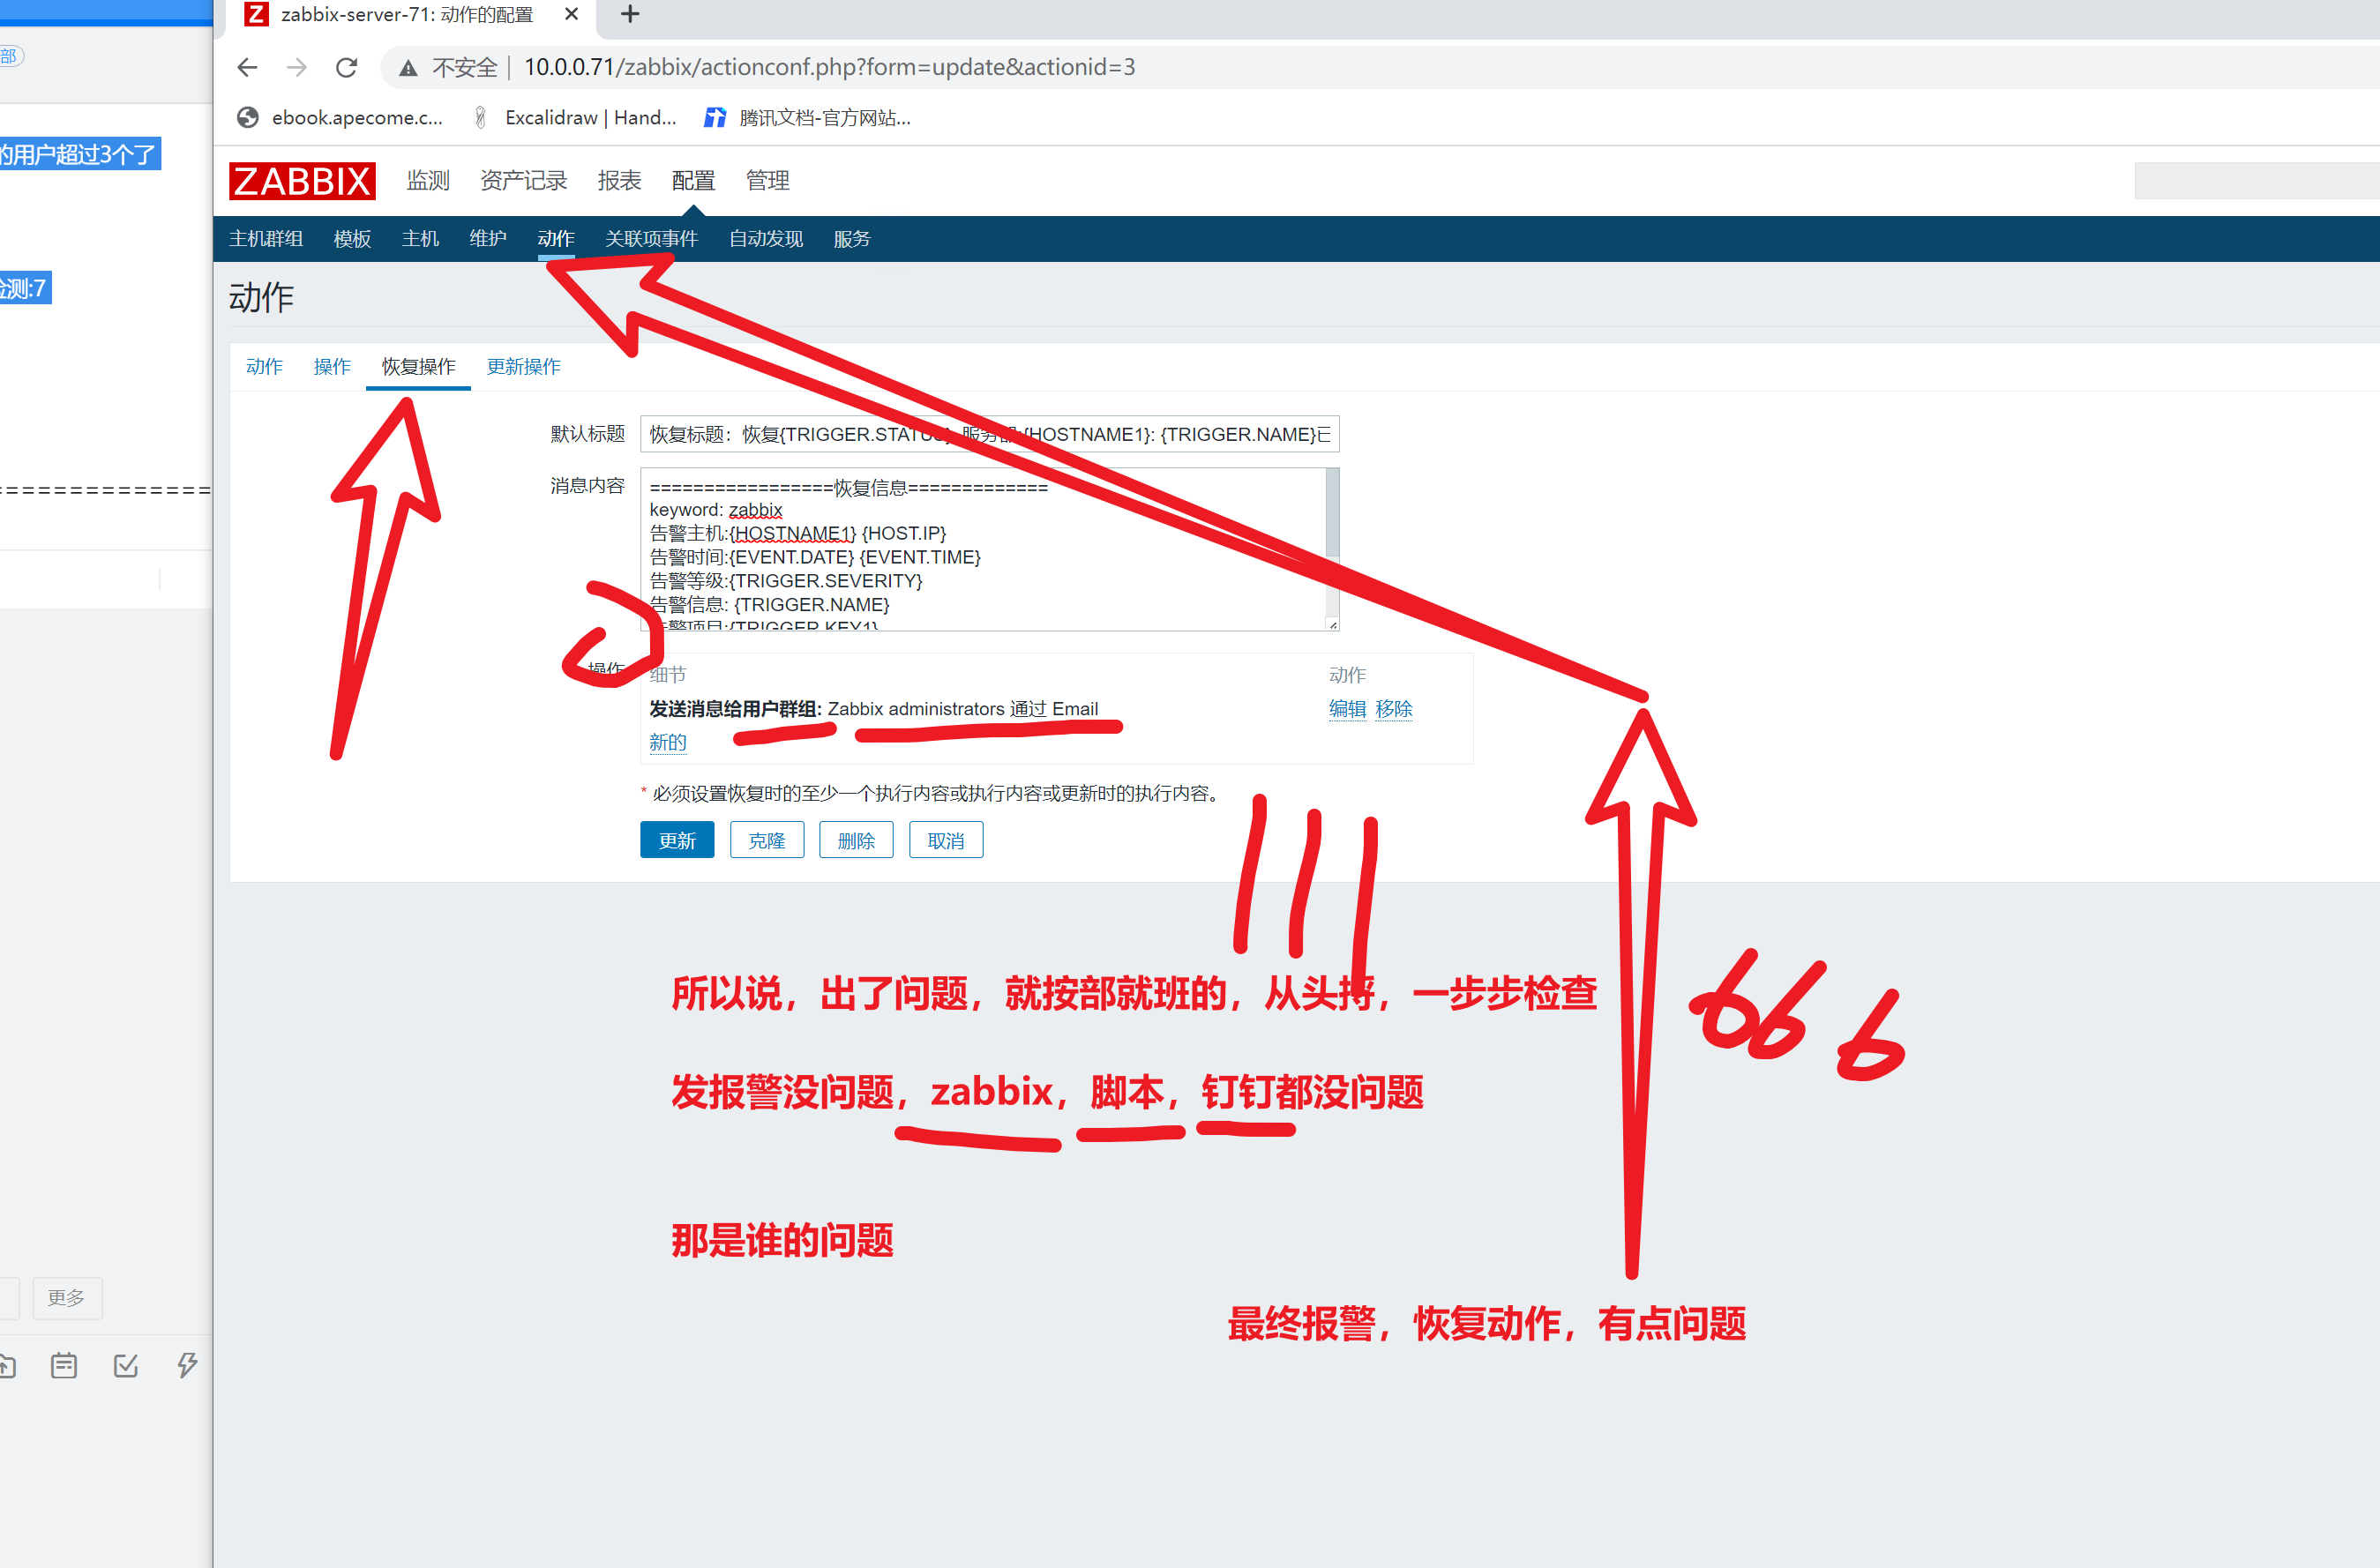 zabbix-server-71: 动作的配置
部
不安全 | 10.0.0.71/zabbix/actionconf.php?form=update&actionid=3
ebook.apecome.c... Excalidraw | Hand... 腾讯文档-官方网站...
的用户超过3个了
ZABBIX 监测 资产记录 报表 配置 管理
主机群组 模板 主机 维护 动作 关联项事件 自动发现 服务
检测:7
动作
动作 操作 恢复操作 更新操作
默认标题 恢复标题：恢复{TRIGGER.STATUS}, 服务器:{HOSTNAME1}: {TRIGGER.NAME}已
消息内容 =================恢复信息=============
keyword: zabbix
告警主机:{HOSTNAME1} {HOST.IP}
告警时间:{EVENT.DATE} {EVENT.TIME}
告警等级:{TRIGGER.SEVERITY}
告警信息: {TRIGGER.NAME}
告警项目:{TRIGGER.KEY1}
操作 细节 动作
发送消息给用户群组: Zabbix administrators 通过 Email 编辑 移除
新的
* 必须设置恢复时的至少一个执行内容或执行内容或更新时的执行内容。
更新 克隆 删除 取消
所以说，出了问题，就按部就班的，从头捋，一步步检查
666
发报警没问题，zabbix，脚本，钉钉都没问题
那是谁的问题
更多
最终报警，恢复动作，有点问题